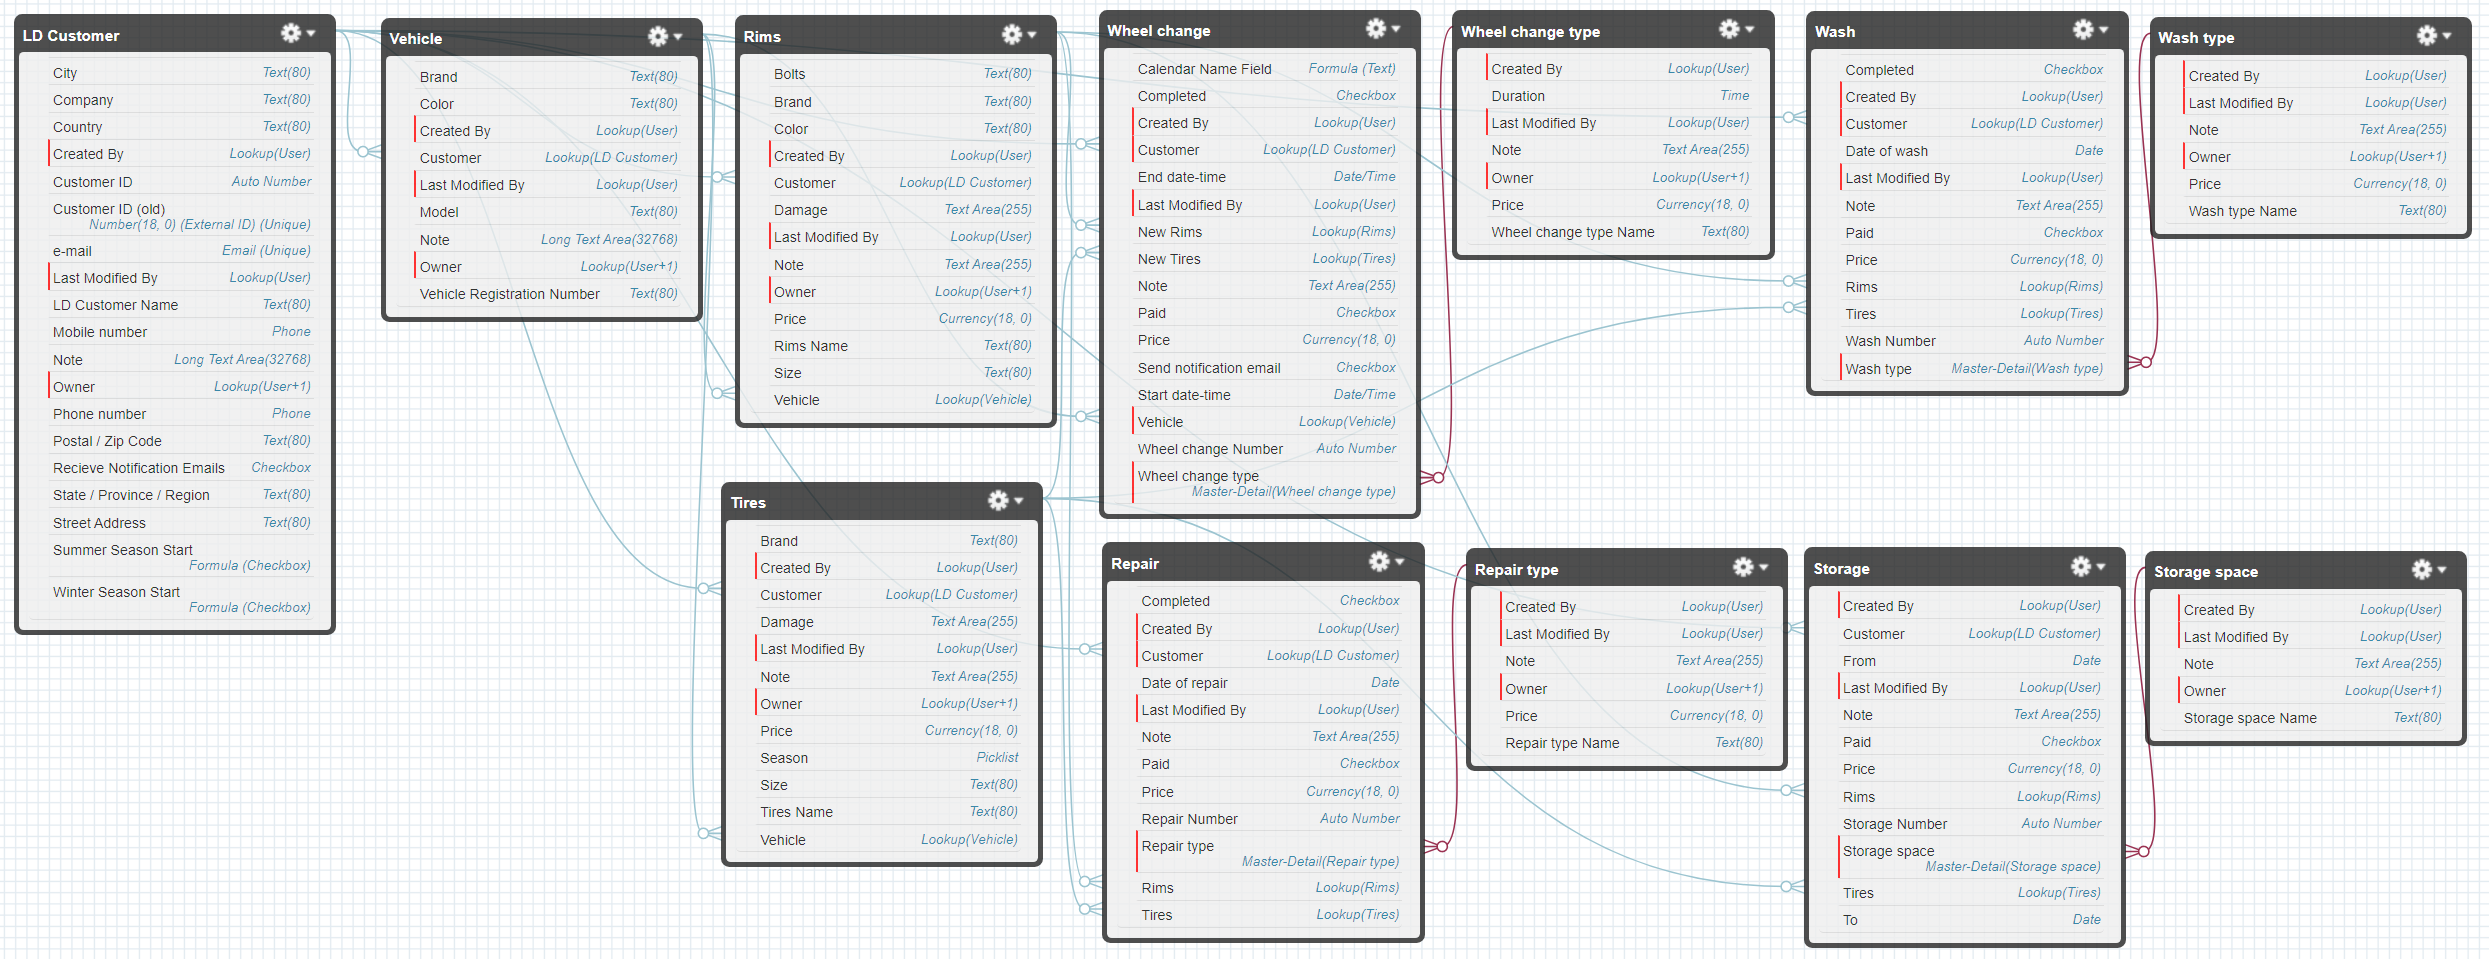 LD Customer
City Text(80)
Company Text(80)
Country Text(80)
Created By Lookup(User)
Customer ID Auto Number
Customer ID (old)
Number(18, 0) (External ID) (Unique)
e-mail Email (Unique)
Last Modified By Lookup(User)
LD Customer Name Text(80)
Mobile number Phone
Note Long Text Area(32768)
Owner Lookup(User+1)
Phone number Phone
Postal / Zip Code Text(80)
Recieve Notification Emails Checkbox
State / Province / Region Text(80)
Street Address Text(80)
Summer Season Start
Formula (Checkbox)
Winter Season Start
Formula (Checkbox)
Vehicle
Brand Text(80)
Color Text(80)
Created By Lookup(User)
Customer Lookup(LD Customer)
Last Modified By Lookup(User)
Model Text(80)
Note Long Text Area(32768)
Owner Lookup(User+1)
Vehicle Registration Number Text(80)
Rims
Bolts Text(80)
Brand Text(80)
Color Text(80)
Created By Lookup(User)
Customer Lookup(LD Customer)
Damage Text Area(255)
Last Modified By Lookup(User)
Note Text Area(255)
Owner Lookup(User+1)
Price Currency(18, 0)
Rims Name Text(80)
Size Text(80)
Vehicle Lookup(Vehicle)
Tires
Brand Text(80)
Created By Lookup(User)
Customer Lookup(LD Customer)
Damage Text Area(255)
Last Modified By Lookup(User)
Note Text Area(255)
Owner Lookup(User+1)
Price Currency(18, 0)
Season Picklist
Size Text(80)
Tires Name Text(80)
Vehicle Lookup(Vehicle)
Wheel change
Calendar Name Field Formula (Text)
Completed Checkbox
Created By Lookup(User)
Customer Lookup(LD Customer)
End date-time Date/Time
Last Modified By Lookup(User)
New Rims Lookup(Rims)
New Tires Lookup(Tires)
Note Text Area(255)
Paid Checkbox
Price Currency(18, 0)
Send notification email Checkbox
Start date-time Date/Time
Vehicle Lookup(Vehicle)
Wheel change Number Auto Number
Wheel change type
Master-Detail(Wheel change type)
Repair
Completed Checkbox
Created By Lookup(User)
Customer Lookup(LD Customer)
Date of repair Date
Last Modified By Lookup(User)
Note Text Area(255)
Paid Checkbox
Price Currency(18, 0)
Repair Number Auto Number
Repair type
Master-Detail(Repair type)
Rims Lookup(Rims)
Tires Lookup(Tires)
Wheel change type
Created By Lookup(User)
Duration Time
Last Modified By Lookup(User)
Note Text Area(255)
Owner Lookup(User+1)
Price Currency(18, 0)
Wheel change type Name Text(80)
Repair type
Created By Lookup(User)
Last Modified By Lookup(User)
Note Text Area(255)
Owner Lookup(User+1)
Price Currency(18, 0)
Repair type Name Text(80)
Wash
Completed Checkbox
Created By Lookup(User)
Customer Lookup(LD Customer)
Date of wash Date
Last Modified By Lookup(User)
Note Text Area(255)
Paid Checkbox
Price Currency(18, 0)
Rims Lookup(Rims)
Tires Lookup(Tires)
Wash Number Auto Number
Wash type Master-Detail(Wash type)
Storage
Created By Lookup(User)
Customer Lookup(LD Customer)
From Date
Last Modified By Lookup(User)
Note Text Area(255)
Paid Checkbox
Price Currency(18, 0)
Rims Lookup(Rims)
Storage Number Auto Number
Storage space
Master-Detail(Storage space)
Tires Lookup(Tires)
To Date
Wash type
Created By Lookup(User)
Last Modified By Lookup(User)
Note Text Area(255)
Owner Lookup(User+1)
Price Currency(18, 0)
Wash type Name Text(80)
Storage space
Created By Lookup(User)
Last Modified By Lookup(User)
Note Text Area(255)
Owner Lookup(User+1)
Storage space Name Text(80)